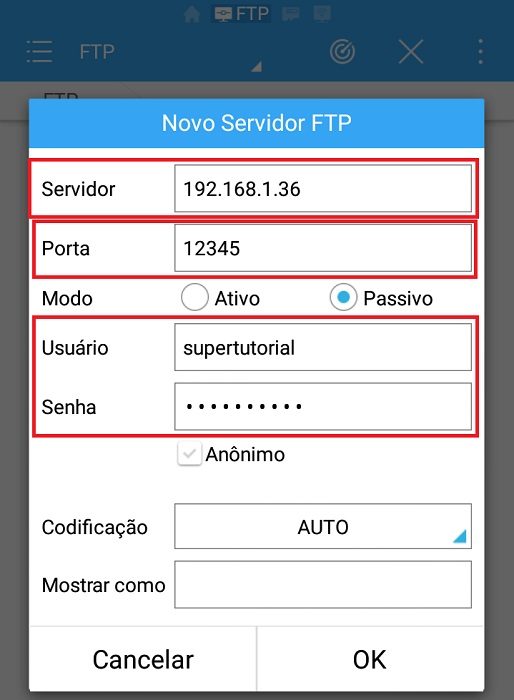 FTP
FTP
FTP
Novo Servidor FTP
Servidor 192.168.1.36
Porta 12345
Modo Ativo Passivo
Usuário supertutorial
Senha ••••••••••
Anônimo
Codificação AUTO
Mostrar como
Cancelar OK